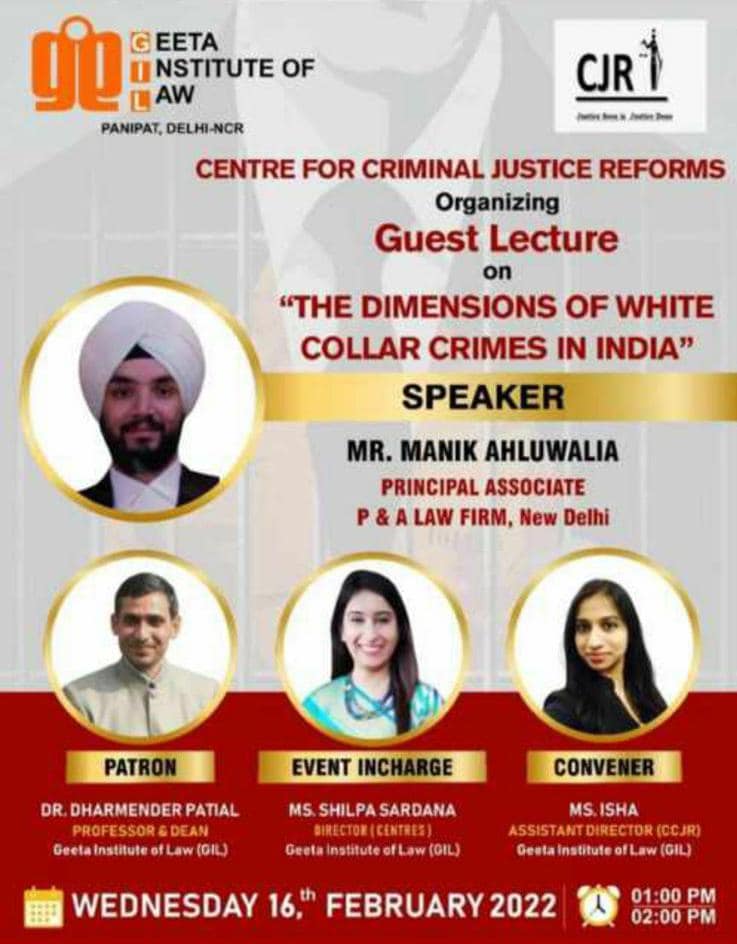 GEETA
INSTITUTE OF
LAW
PANIPAT, DELHI-NCR
CJR
CENTRE FOR CRIMINAL JUSTICE REFORMS
Organizing
Guest Lecture
on
“THE DIMENSIONS OF WHITE
COLLAR CRIMES IN INDIA”
SPEAKER
MR. MANIK AHLUWALIA
PRINCIPAL ASSOCIATE
P & A LAW FIRM, New Delhi
PATRON
DR. DHARMENDER PATIAL
PROFESSOR & DEAN
Geeta Institute of Law (GIL)
EVENT INCHARGE
MS. SHILPA SARDANA
DIRECTOR (CENTRES)
Geeta Institute of Law (GIL)
CONVENER
MS. ISHA
ASSISTANT DIRECTOR (CCJR)
Geeta Institute of Law (GIL)
WEDNESDAY 16,th FEBRUARY 2022
01:00 PM
02:00 PM